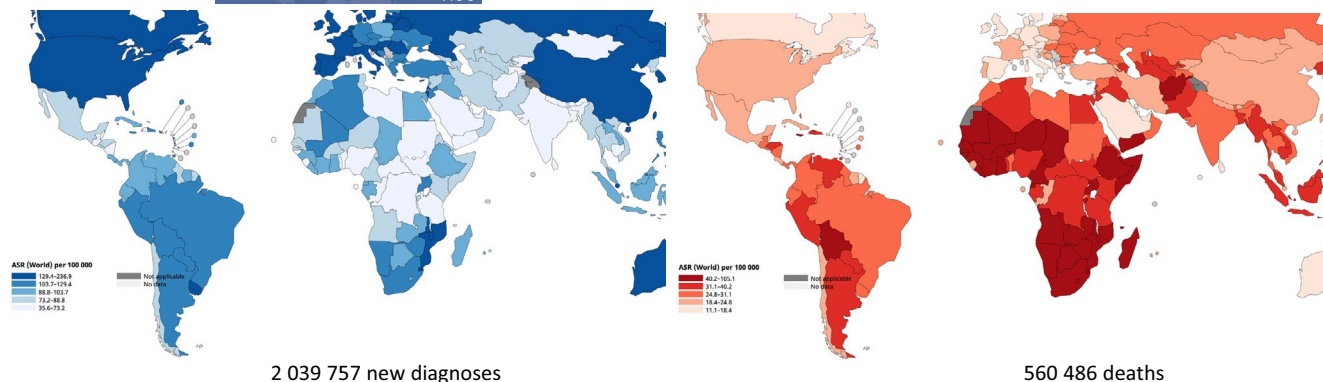 ASR (World) per 100 000
129.4–236.9
103.7–129.4
88.8–103.7
73.2–88.8
35.6–73.2
Not applicable
No data
2 039 757 new diagnoses
ASR (World) per 100 000
40.2–105.1
31.1–40.2
24.8–31.1
18.4–24.8
11.1–18.4
Not applicable
No data
560 486 deaths